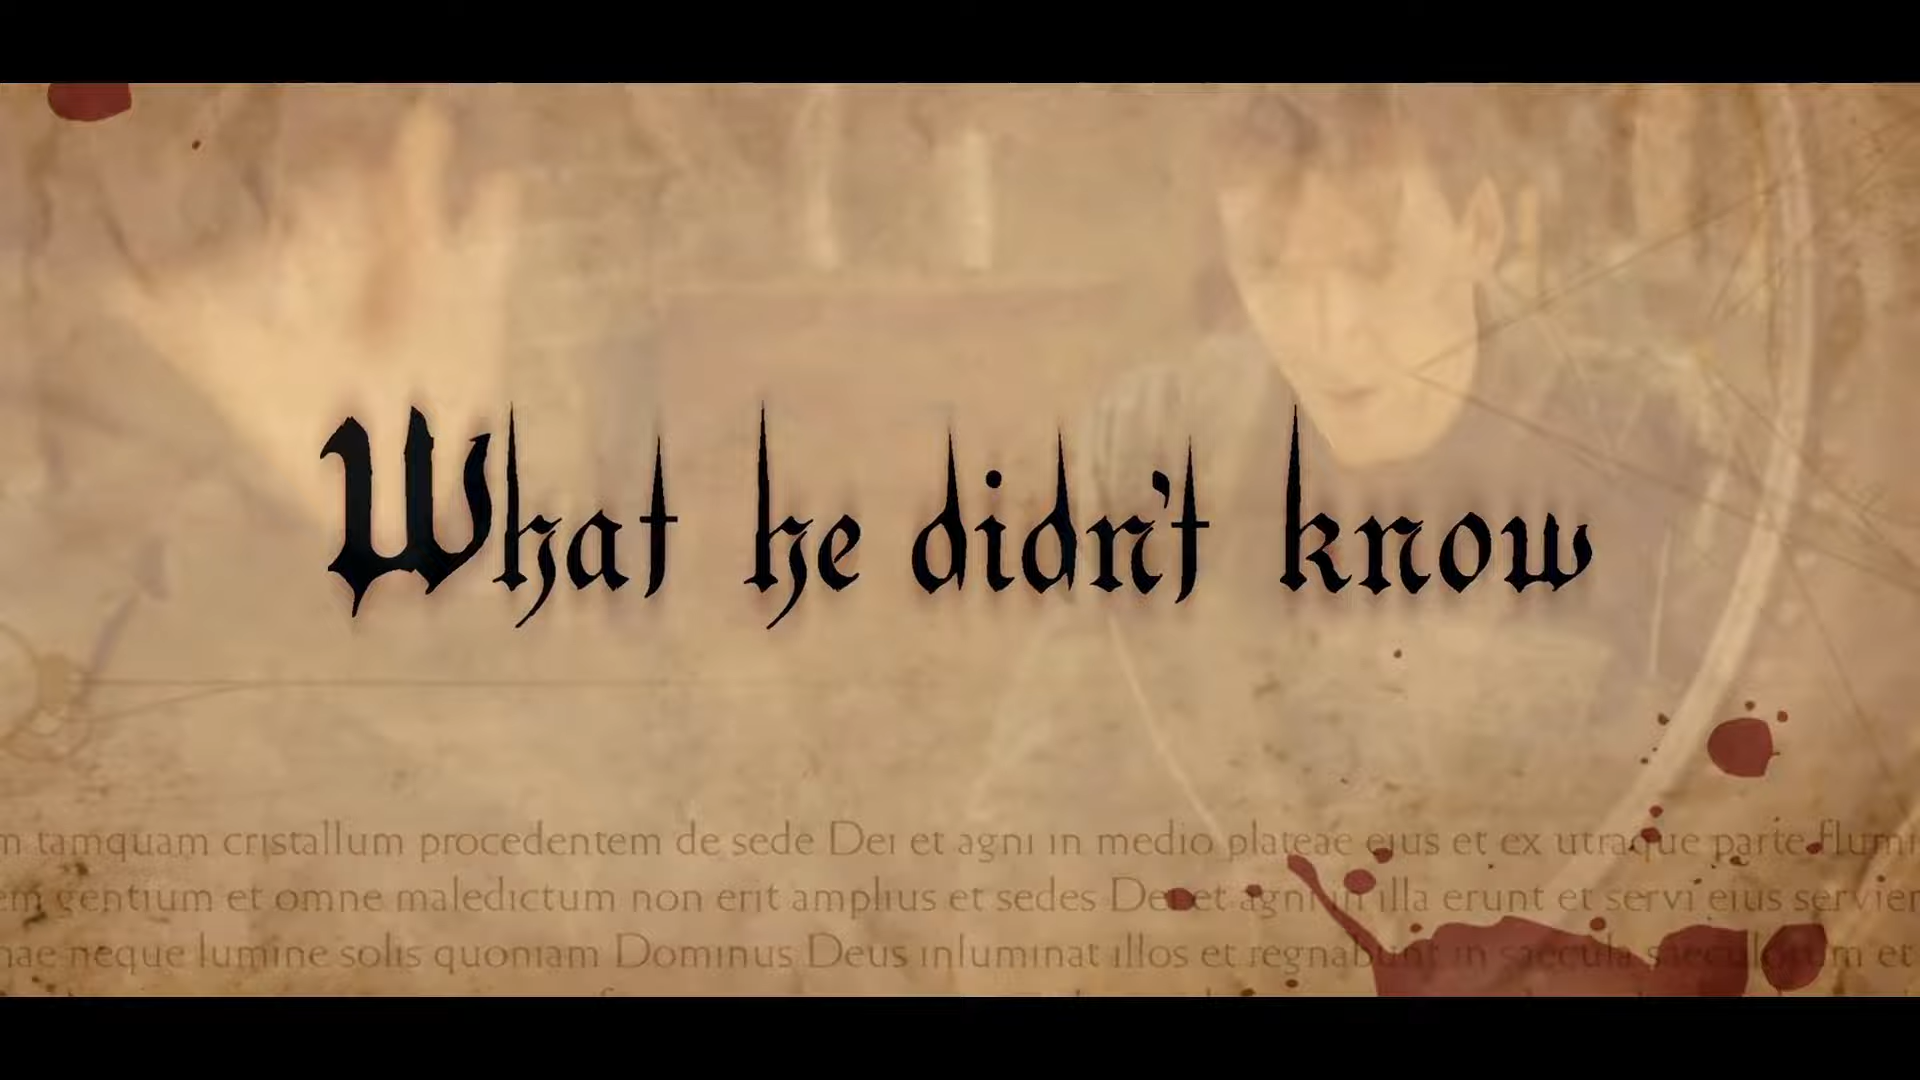 What he didn't know
tamquam cristallum procedentem de sede Dei et agni in medio plateae eius et ex utraque parte
gentium et omne maledictum non erit amplius et sedes Dei et agni in illa erunt et servi eius
neque lumine solis quoniam Dominus Deus inluminat illos et regnabunt in saecula saeculorum et